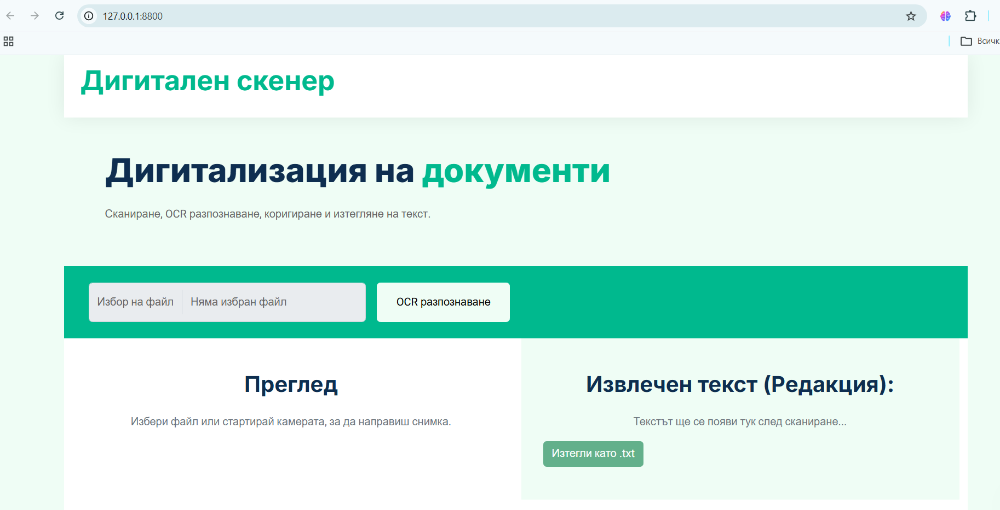 127.0.0.1:8800
Всичк
Дигитален скенер
Дигитализация на документи
Сканиране, OCR разпознаване, коригиране и изтегляне на текст.
Избор на файл Няма избран файл
OCR разпознаване
Преглед
Избери файл или стартирай камерата, за да направиш снимка.
Извлечен текст (Редакция):
Текстът ще се появи тук след сканиране...
Изтегли като .txt